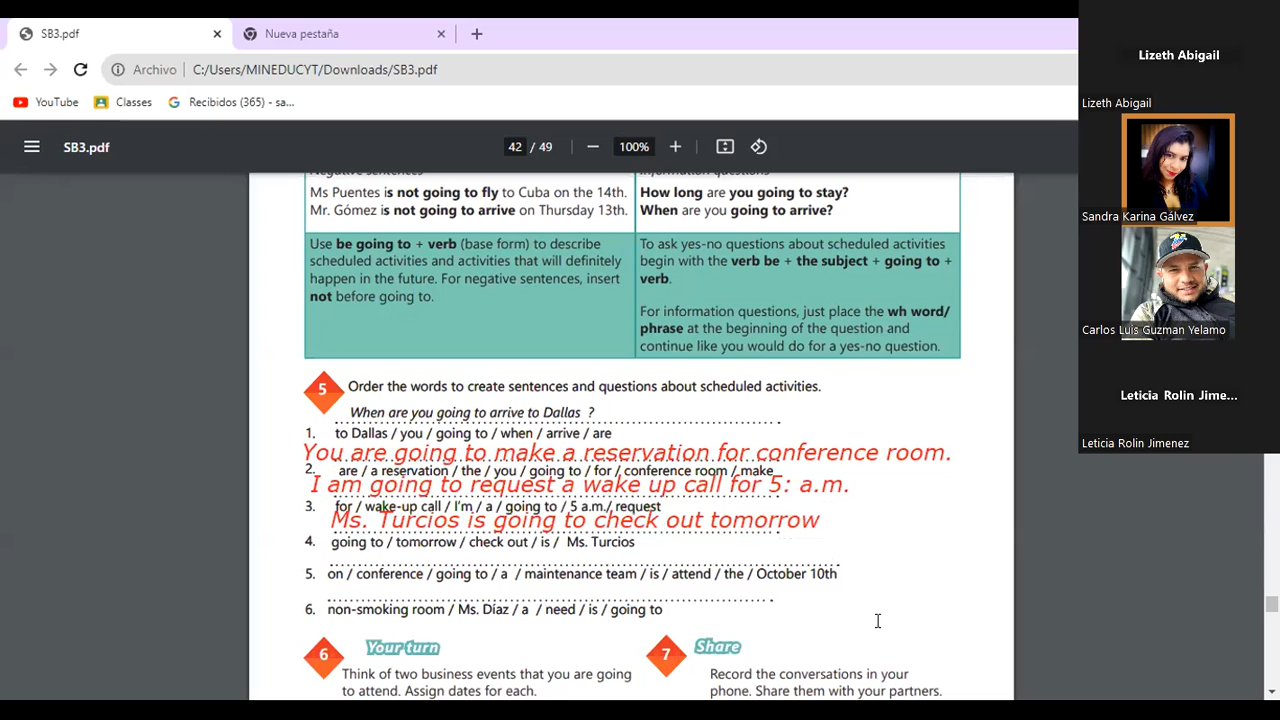 SB3.pdf
Nueva pestaña
Archivo C:/Users/MINEDUCYT/Downloads/SB3.pdf
YouTube Classes Recibidos (365) - sa...
SB3.pdf 42 / 49 100%
Negative sentences Information questions
Ms Puentes is not going to fly to Cuba on the 14th.
Mr. Gómez is not going to arrive on Thursday 13th.
How long are you going to stay?
When are you going to arrive?
Use be going to + verb (base form) to describe
scheduled activities and activities that will definitely
happen in the future. For negative sentences, insert
not before going to.
To ask yes-no questions about scheduled activities
begin with the verb be + the subject + going to +
verb.
For information questions, just place the wh word/
phrase at the beginning of the question and
continue like you would do for a yes-no question.
5 Order the words to create sentences and questions about scheduled activities.
When are you going to arrive to Dallas ?
1. to Dallas / you / going to / when / arrive / are
You are going to make a reservation for conference room.
2. are / a reservation / the / you / going to / for / conference room / make
I am going to request a wake up call for 5: a.m.
3. for / wake-up call / I'm / a / going to / 5 a.m./ request
Ms. Turcios is going to check out tomorrow
4. going to / tomorrow / check out / is / Ms. Turcios
5. on / conference / going to / a / maintenance team / is / attend / the / October 10th
6. non-smoking room / Ms. Díaz / a / need / is / going to
6 Your turn
Think of two business events that you are going
to attend. Assign dates for each.
7 Share
Record the conversations in your
phone. Share them with your partners.
Lizeth Abigail
Lizeth Abigail
Sandra Karina Gálvez
Carlos Luis Guzman Yelamo
Leticia Rolin Jime...
Leticia Rolin Jimenez